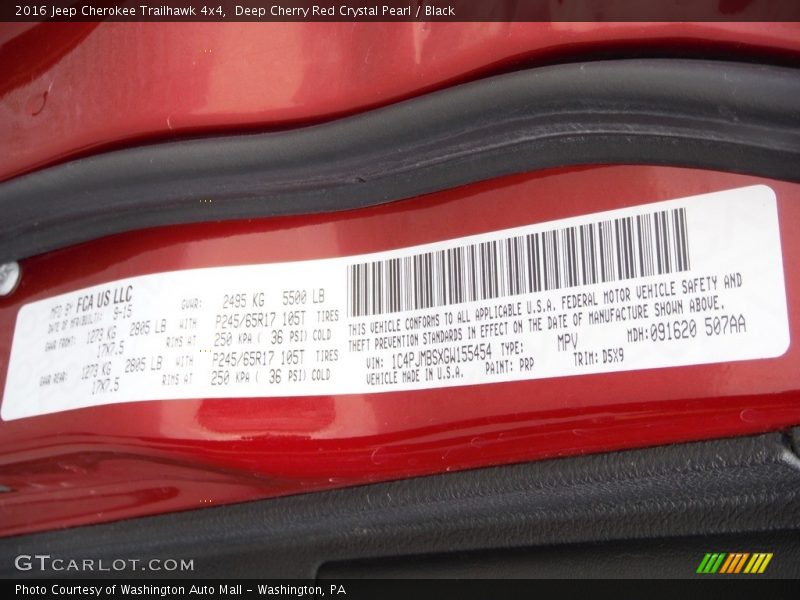 2016 Jeep Cherokee Trailhawk 4x4, Deep Cherry Red Crystal Pearl / Black
MFD BY FCA US LLC
DATE OF MFR: 9-15 GVWR: 2495 KG 5500 LB
GAWR FRONT: 1273 KG 2805 LB WITH P245/65R17 105T TIRES
17X7.5 RIMS AT 250 KPA ( 36 PSI) COLD
GAWR REAR: 1273 KG 2805 LB WITH P245/65R17 105T TIRES
17X7.5 RIMS AT 250 KPA ( 36 PSI) COLD
THIS VEHICLE CONFORMS TO ALL APPLICABLE U.S.A. FEDERAL MOTOR VEHICLE SAFETY AND
THEFT PREVENTION STANDARDS IN EFFECT ON THE DATE OF MANUFACTURE SHOWN ABOVE.
VIN: 1C4PJMBSXGW155454 TYPE: MPV MDH:091620 507AA
VEHICLE MADE IN U.S.A. PAINT: PRP TRIM: D5X9
GTCARLOT.COM
Photo Courtesy of Washington Auto Mall - Washington, PA